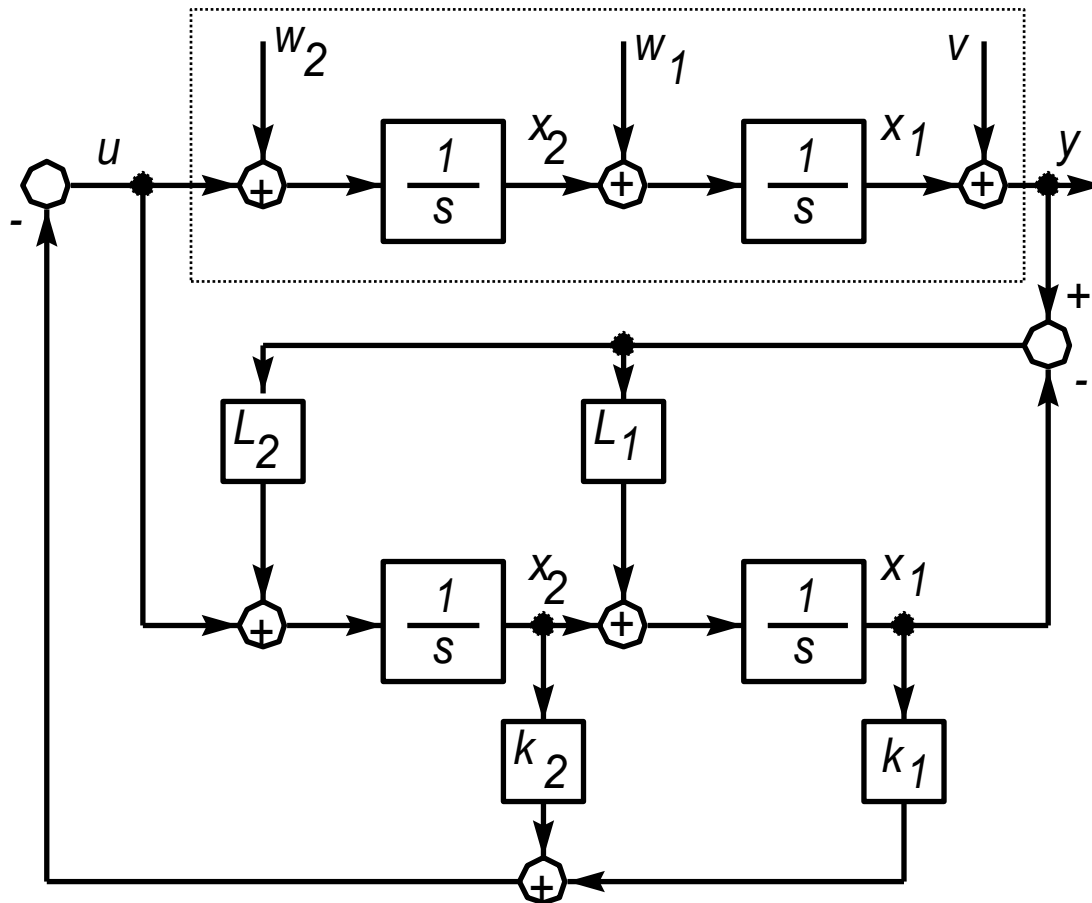 w2 w1 v
u 1/s x2 1/s x1 y
+ + +
-
+
-
L2 L1
1/s x2 1/s x1
+ +
k2 k1
+